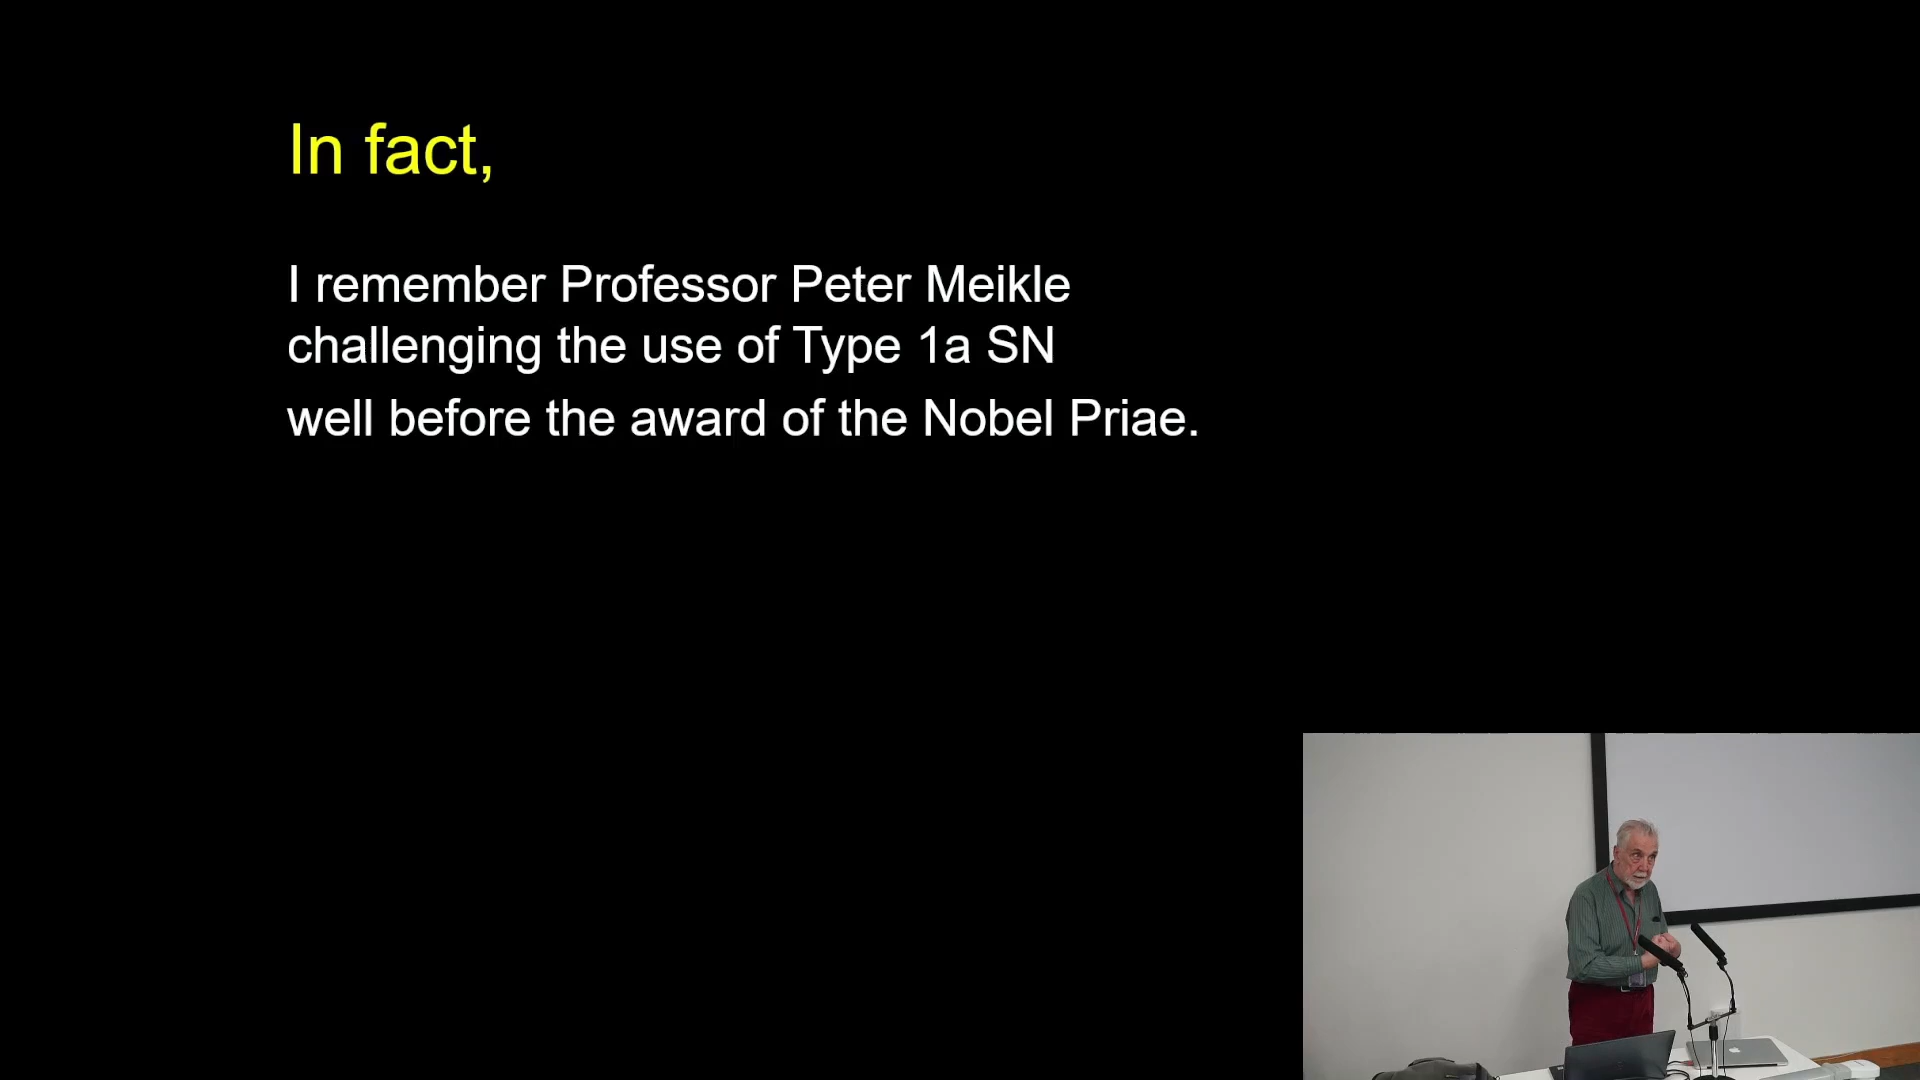 In fact,
I remember Professor Peter Meikle
challenging the use of Type 1a SN
well before the award of the Nobel Priae.